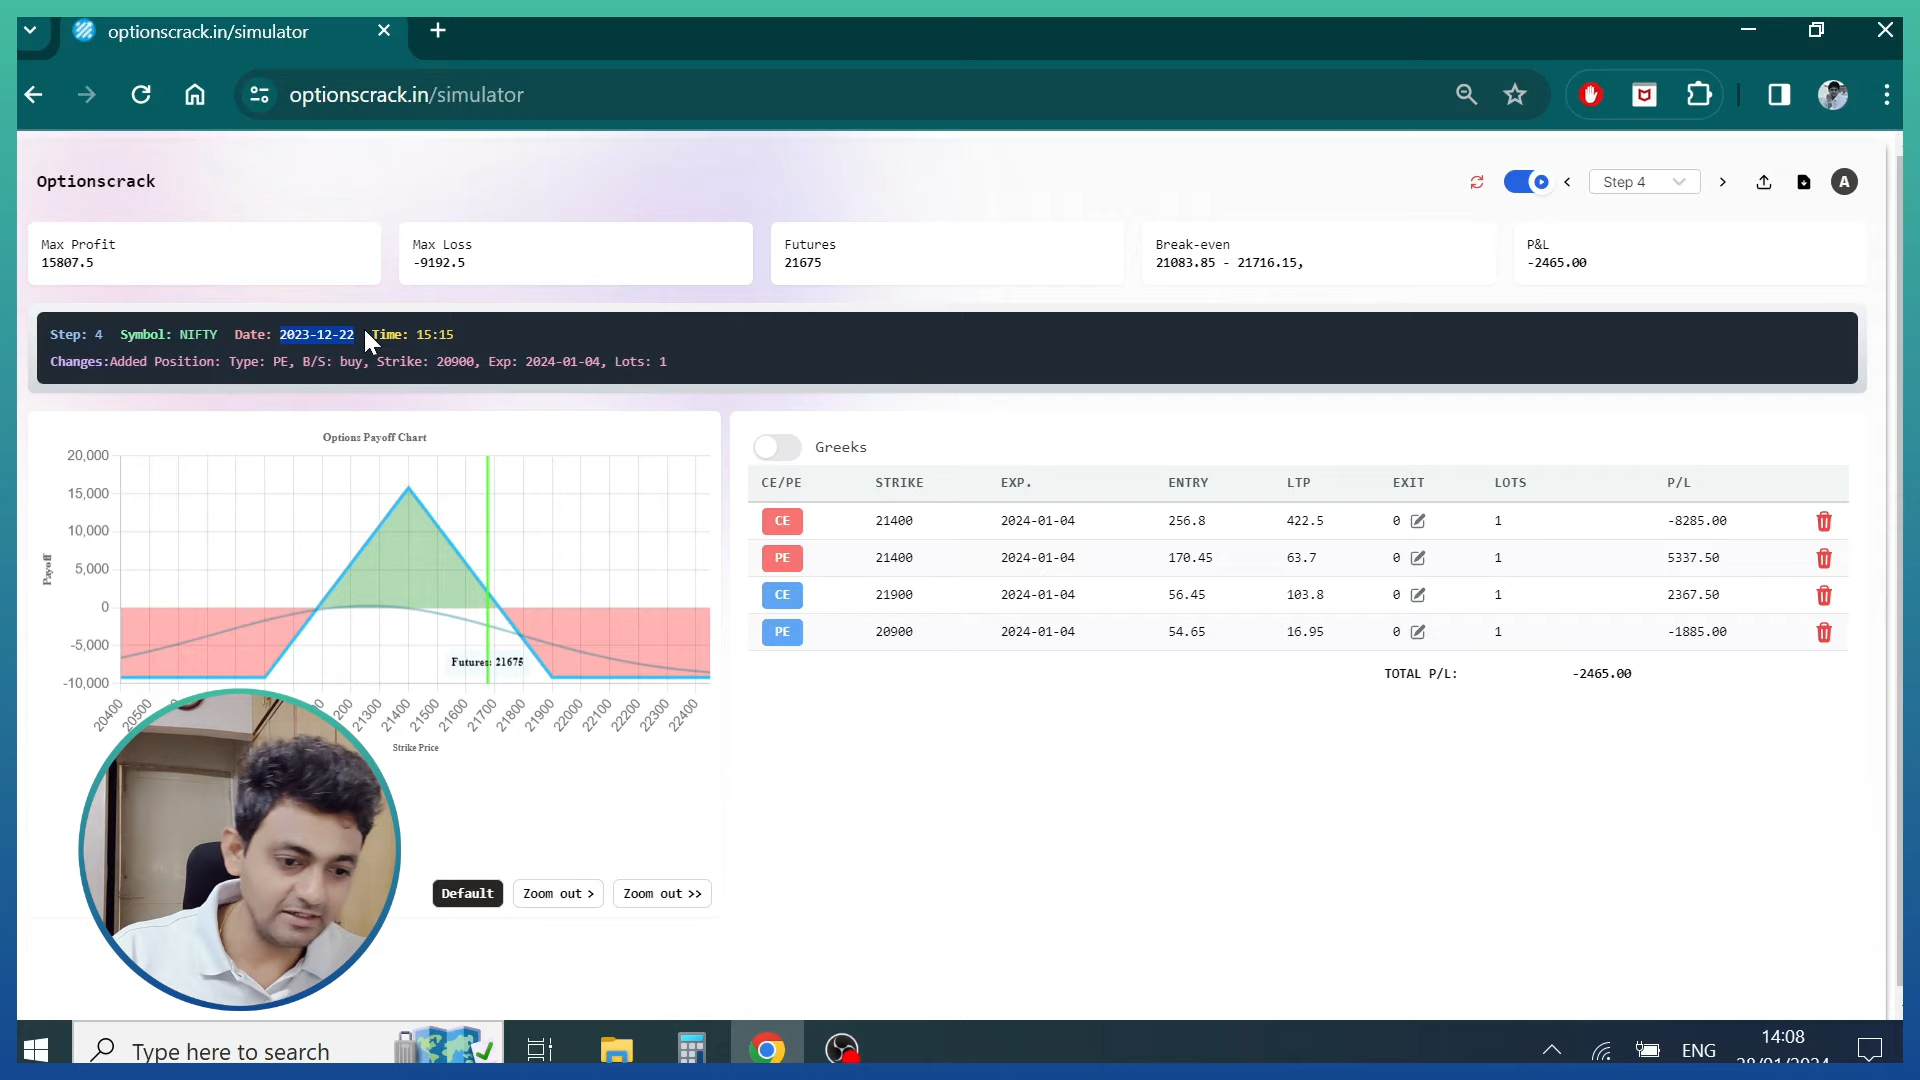 optionscrack.in/simulator
optionscrack.in/simulator
Optionscrack
Step 4
A
Max Profit
15807.5
Max Loss
-9192.5
Futures
21675
Break-even
21083.85 - 21716.15,
P&L
-2465.00
Step: 4 Symbol: NIFTY Date: 2023-12-22 Time: 15:15
Changes:Added Position: Type: PE, B/S: buy, Strike: 20900, Exp: 2024-01-04, Lots: 1
Options Payoff Chart
20,000
15,000
10,000
5,000
0
-5,000
-10,000
Payoff
Futures: 21675
20400 20500 21300 21400 21500 21600 21700 21800 21900 22000 22100 22200 22300 22400
Strike Price
Default Zoom out > Zoom out >>
Greeks
CE/PE STRIKE EXP. ENTRY LTP EXIT LOTS P/L
CE 21400 2024-01-04 256.8 422.5 0 1 -8285.00
PE 21400 2024-01-04 170.45 63.7 0 1 5337.50
CE 21900 2024-01-04 56.45 103.8 0 1 2367.50
PE 20900 2024-01-04 54.65 16.95 0 1 -1885.00
TOTAL P/L: -2465.00
Type here to search
ENG
14:08